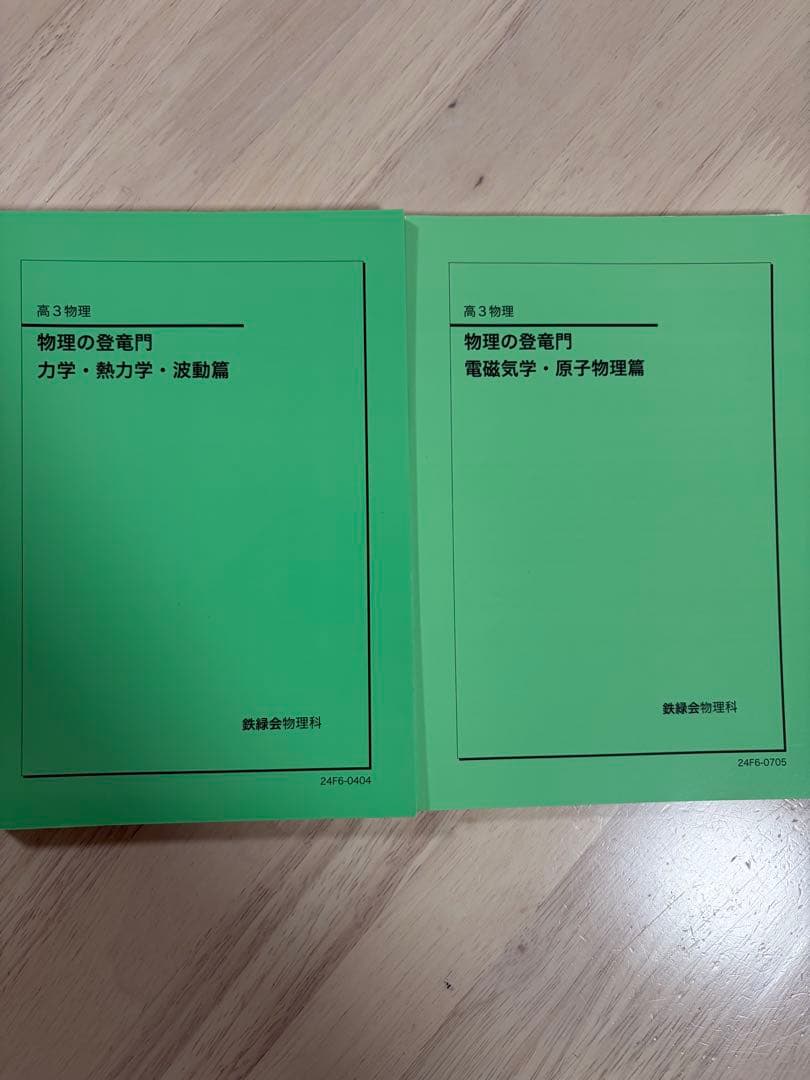 高3物理
物理の登竜門
力学・熱力学・波動篇
鉄緑会物理科
24F6-0404
高3物理
物理の登竜門
電磁気学・原子物理篇
鉄緑会物理科
24F6-0705